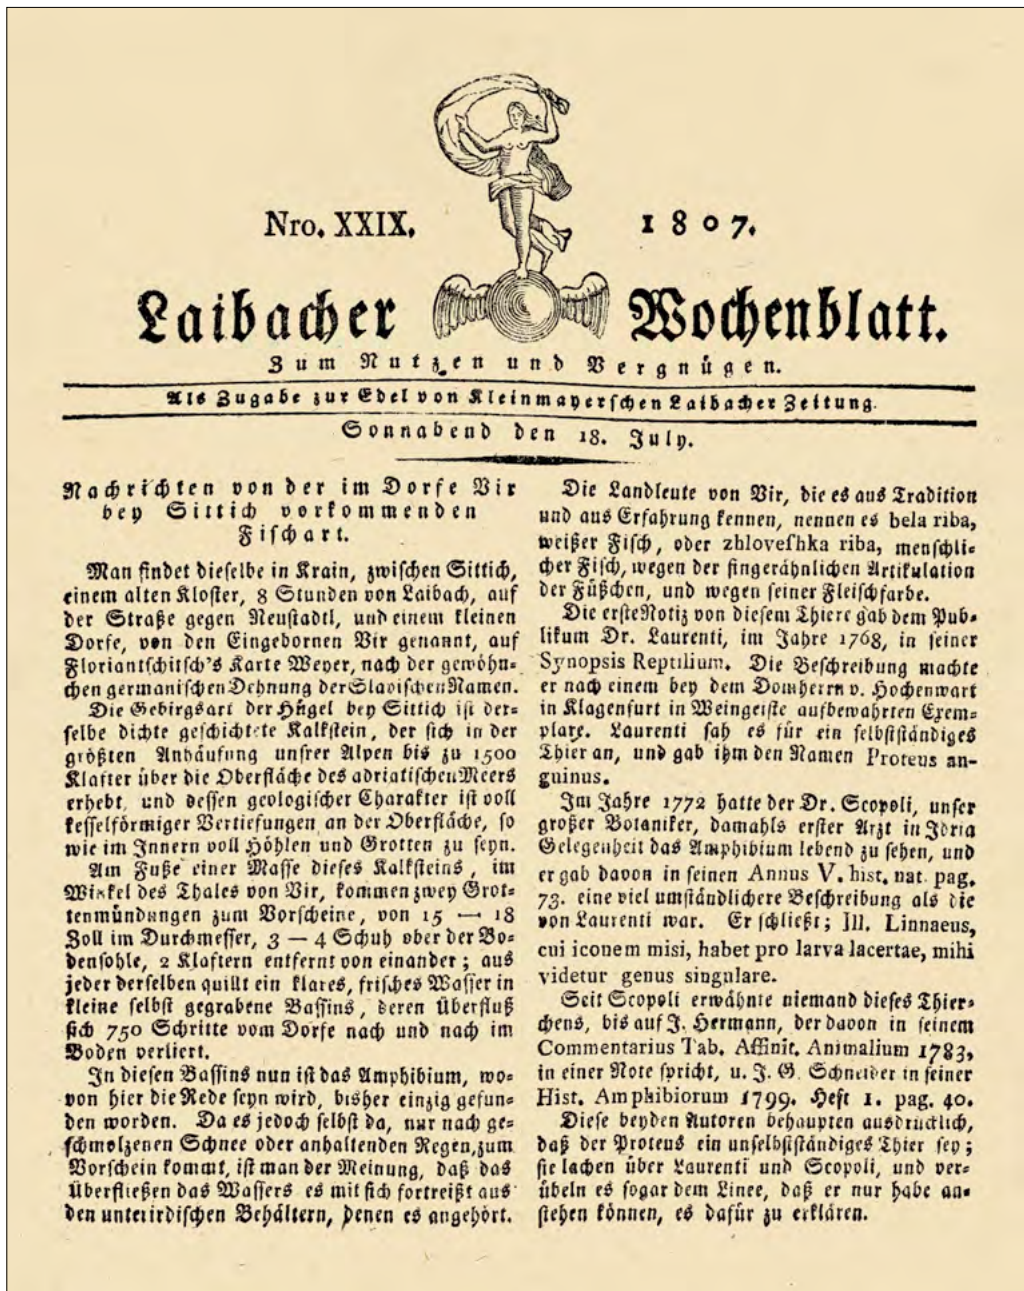 Nro. XXIX.
1807.
Laibacher Wochenblatt.
Zum Nutzen und Vergnügen.
Als Zugabe zur Edel von Kleinmayerschen Laibacher Zeitung.
Sonnabend den 18. July.
Nachrichten von der im Dorfe Vir
bey Sittich vorkommenden
Fischart.
Man findet dieselbe in Krain, zwischen Sittich,
einem alten Kloster, 8 Stunden von Laibach, auf
der Straße gegen Neustadtl, und einem kleinen
Dorfe, von den Eingebornen Vir genannt, auf
Floriantschitsch's Karte Weyer, nach der gewöhn-
chen germanischen Dehnung der Slavischen Namen.
Die Gebirgsart der Hügel bey Sittich ist der-
selbe dichte geschichtete Kalkstein, der sich in der
größten Anhäufung unsrer Alpen bis zu 1500
Klafter über die Oberfläche des adriatischen Meers
erhebt, und dessen geologischer Charakter ist voll
kesselförmiger Vertiefungen an der Oberfläche, so
wie im Innern voll Höhlen und Grotten zu seyn.
Am Fuße einer Masse dieses Kalksteins, im
Winkel des Thales von Vir, kommen zwey Grot-
tenmündungen zum Vorscheine, von 15 — 18
Zoll im Durchmesser, 3 — 4 Schuh ober der Bo-
densohle, 2 Klaftern entfernt von einander; aus
jeder derselben quillt ein klares, frisches Wasser in
kleine selbst gegrabene Bassins, deren Überfluß
sich 750 Schritte vom Dorfe nach und nach im
Boden verliert.
In diesen Bassins nun ist das Amphibium, wo-
von hier die Rede seyn wird, bisher einzig gefun-
den worden. Da es jedoch selbst da, nur nach ge-
schmolzenen Schnee oder anhaltenden Regen, zum
Vorschein kommt, ist man der Meinung, daß das
Überfließen das Wassers es mit sich fortreißt aus
den unterirdischen Behältern, denen es angehört.
Die Landleute von Vir, die es aus Tradition
und aus Erfahrung kennen, nennen es bela riba,
weißer Fisch, oder zhloveshka riba, menschli-
cher Fisch, wegen der fingerähnlichen Artikulation
der Füßchen, und wegen seiner Fleischfarbe.
Die erste Notiz von diesem Thiere gab dem Pub-
likum Dr. Laurenti, im Jahre 1768, in seiner
Synopsis Reptilium. Die Beschreibung machte
er nach einem bey dem Domherrn v. Hochenwart
in Klagenfurt in Weingeiste aufbewahrten Exem-
plare. Laurenti sah es für ein selbstständiges
Thier an, und gab ihm den Namen Proteus an-
guinus.
Im Jahre 1772 hatte der Dr. Scopoli, unser
großer Botaniker, damahls erster Arzt in Idria
Gelegenheit das Amphibium lebend zu sehen, und
er gab davon in seinen Annus V. hist. nat. pag.
73. eine viel umständlichere Beschreibung als die
von Laurenti war. Er schließt; Ill. Linnaeus,
cui iconem misi, habet pro larva lacertae, mihi
videtur genus singulare.
Seit Scopoli erwähnte niemand dieses Thier-
chens, bis auf J. Hermann, der davon in seinem
Commentarius Tab. Affinit. Animalium 1783,
in einer Note spricht, u. J. G. Schneider in seiner
Hist. Amphibiorum 1799. Heft 1. pag. 40.
Diese beyden Autoren behaupten ausdrücklich,
daß der Proteus ein unselbstständiges Thier sey;
sie lachen über Laurenti und Scopoli, und ver-
übeln es sogar dem Linee, daß er nur habe an-
stehen können, es dafür zu erklären.